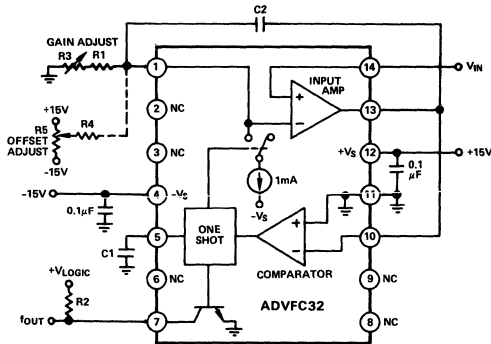 C2
GAIN ADJUST
R3 R1
1
14
VIN
INPUT
AMP
+
–
13
+15V
R5
OFFSET
ADJUST
R4
-15V
2
NC
3
NC
+VS
12
+15V
0.1
μF
1mA
-VS
-15V
4
-VS
0.1μF
11
+
–
C1
5
ONE
SHOT
10
COMPARATOR
+VLOGIC
6
NC
9
NC
R2
ADVFC32
fOUT
7
8
NC